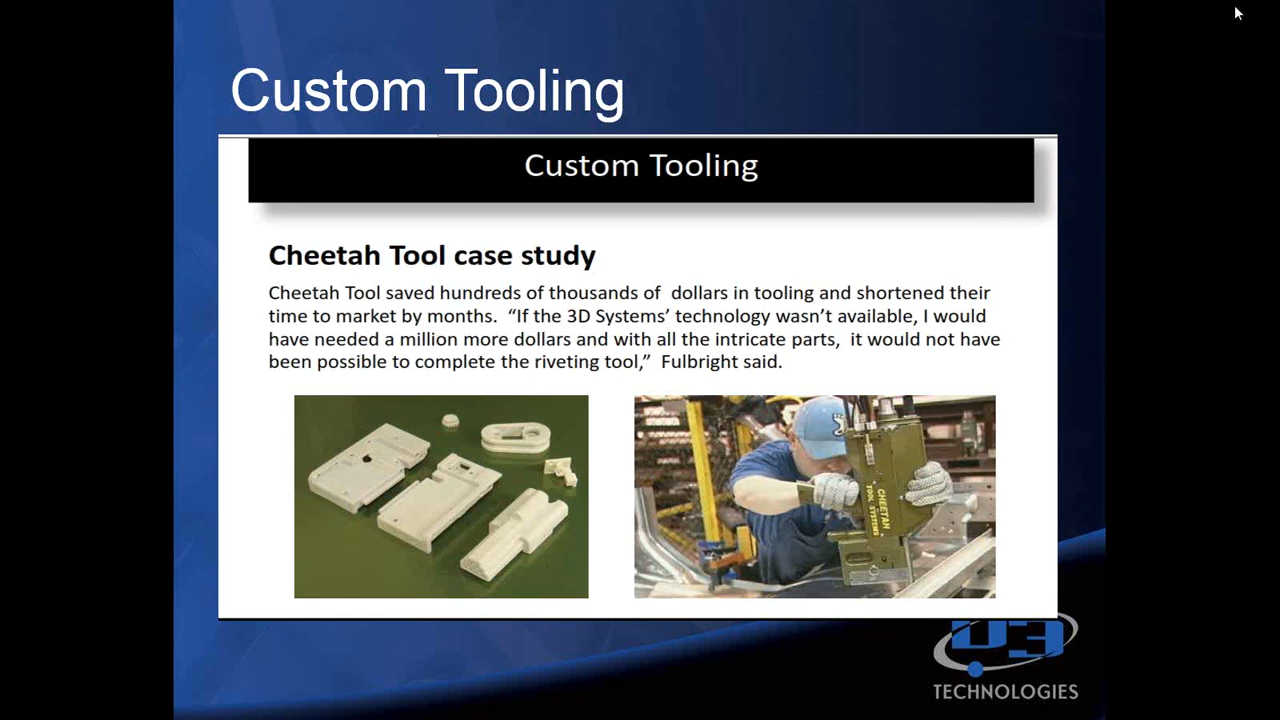 Custom Tooling
Custom Tooling
Cheetah Tool case study
Cheetah Tool saved hundreds of thousands of  dollars in tooling and shortened their
time to market by months.  “If the 3D Systems’ technology wasn’t available, I would
have needed a million more dollars and with all the intricate parts,  it would not have
been possible to complete the riveting tool,”  Fulbright said.
CHEETAH
TOOL SYSTEMS
U3
TECHNOLOGIES